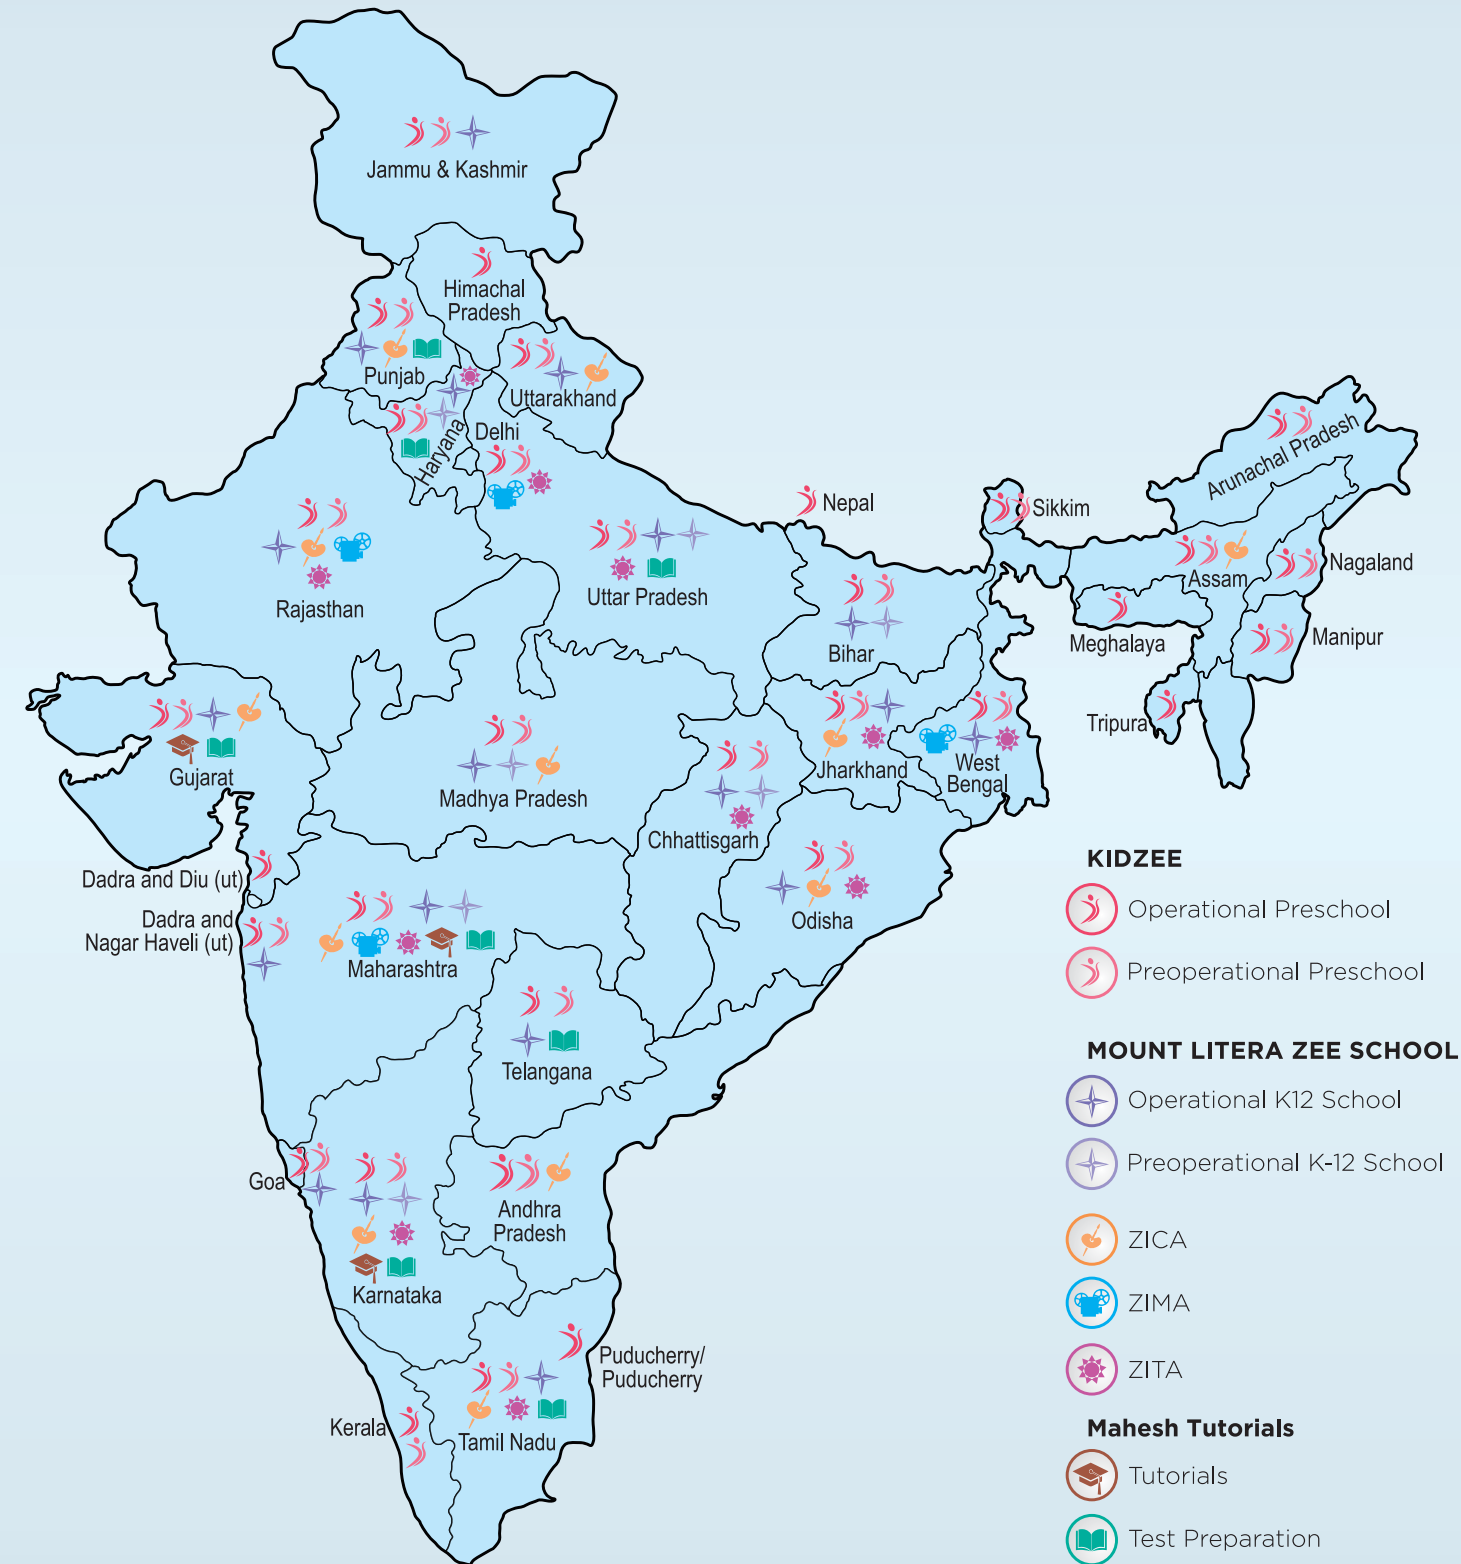 Jammu & Kashmir
Himachal
Pradesh
Punjab
Uttarakhand
Haryana
Delhi
Rajasthan
Uttar Pradesh
Nepal
Sikkim
Arunachal Pradesh
Assam
Nagaland
Meghalaya
Manipur
Tripura
Bihar
Gujarat
Madhya Pradesh
Jharkhand
West
Bengal
Chhattisgarh
Odisha
Dadra and Diu (ut)
Dadra and
Nagar Haveli (ut)
Maharashtra
Telangana
Goa
Karnataka
Andhra
Pradesh
Puducherry/
Puducherry
Kerala
Tamil Nadu
KIDZEE
Operational Preschool
Preoperational Preschool
MOUNT LITERA ZEE SCHOOL
Operational K12 School
Preoperational K-12 School
ZICA
ZIMA
ZITA
Mahesh Tutorials
Tutorials
Test Preparation